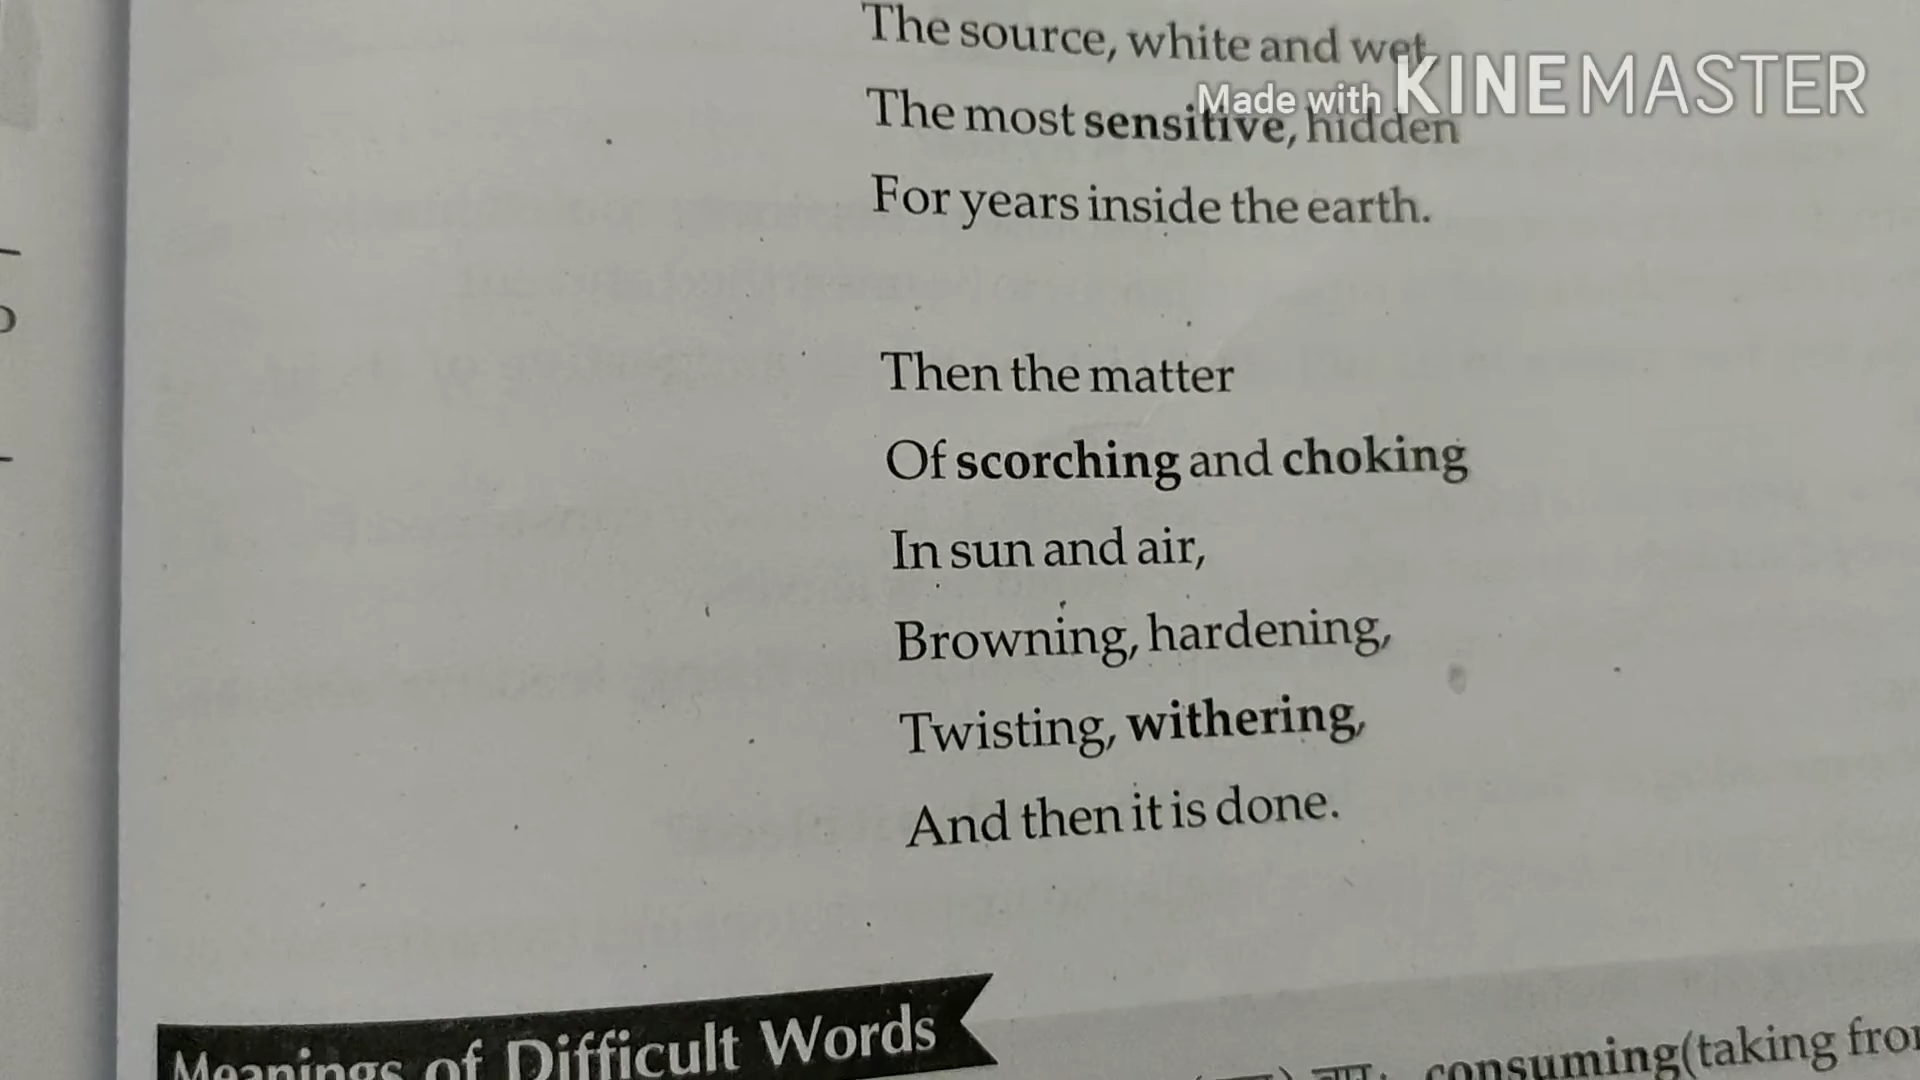 The source, white and wet,
Made with KINEMASTER
The most sensitive, hidden
For years inside the earth.
Then the matter
Of scorching and choking
In sun and air,
Browning, hardening,
Twisting, withering,
And then it is done.
Meanings of Difficult Words
consuming(taking